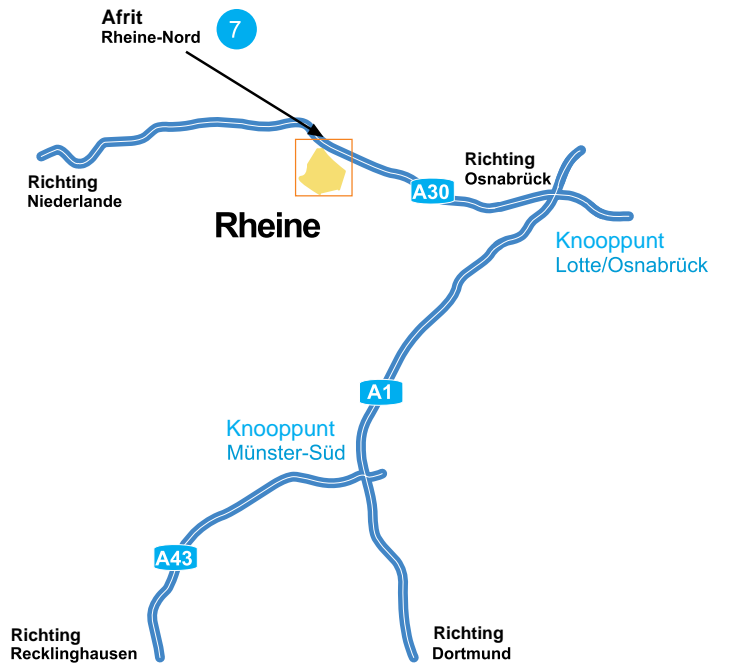 Afrit
Rheine-Nord
7
Richting
Niederlande
Richting
Osnabrück
A30
Rheine
Knooppunt
Lotte/Osnabrück
A1
Knooppunt
Münster-Süd
A43
Richting
Recklinghausen
Richting
Dortmund